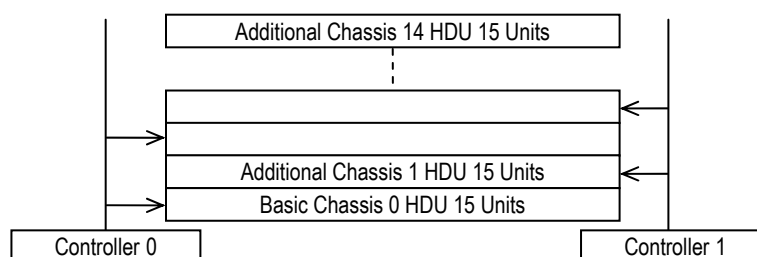 Additional Chassis 14 HDU 15 Units
Additional Chassis 1 HDU 15 Units
Basic Chassis 0 HDU 15 Units
Controller 0
Controller 1